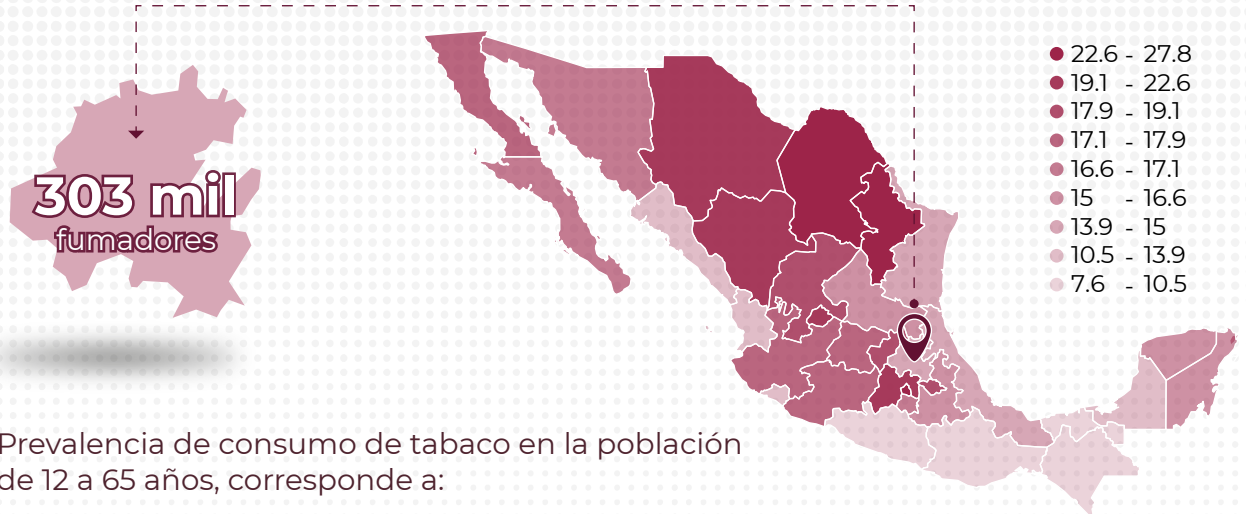 22.6 - 27.8
19.1 - 22.6
17.9 - 19.1
17.1 - 17.9
16.6 - 17.1
15 - 16.6
13.9 - 15
10.5 - 13.9
7.6 - 10.5
303 mil
fumadores
Prevalencia de consumo de tabaco en la población
de 12 a 65 años, corresponde a: